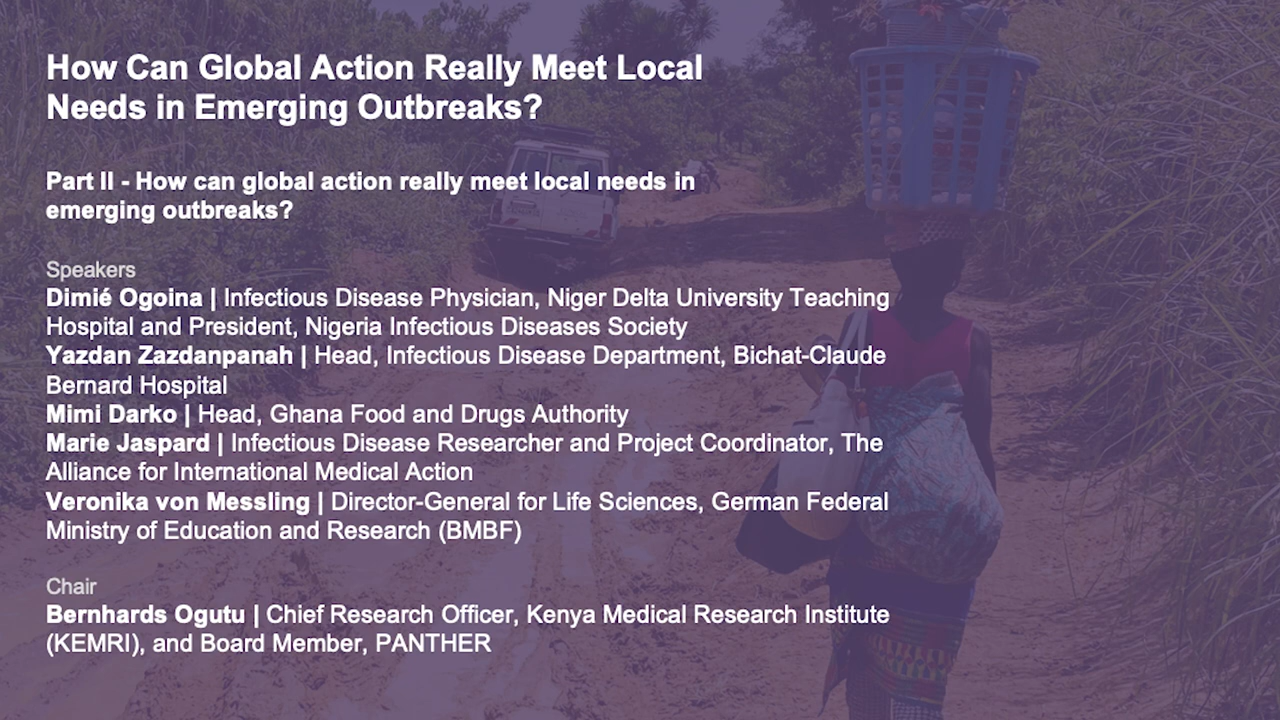 How Can Global Action Really Meet Local
Needs in Emerging Outbreaks?
Part II - How can global action really meet local needs in
emerging outbreaks?
Speakers
Dimié Ogoina | Infectious Disease Physician, Niger Delta University Teaching
Hospital and President, Nigeria Infectious Diseases Society
Yazdan Zazdanpanah | Head, Infectious Disease Department, Bichat-Claude
Bernard Hospital
Mimi Darko | Head, Ghana Food and Drugs Authority
Marie Jaspard | Infectious Disease Researcher and Project Coordinator, The
Alliance for International Medical Action
Veronika von Messling | Director-General for Life Sciences, German Federal
Ministry of Education and Research (BMBF)
Chair
Bernhards Ogutu | Chief Research Officer, Kenya Medical Research Institute
(KEMRI), and Board Member, PANTHER